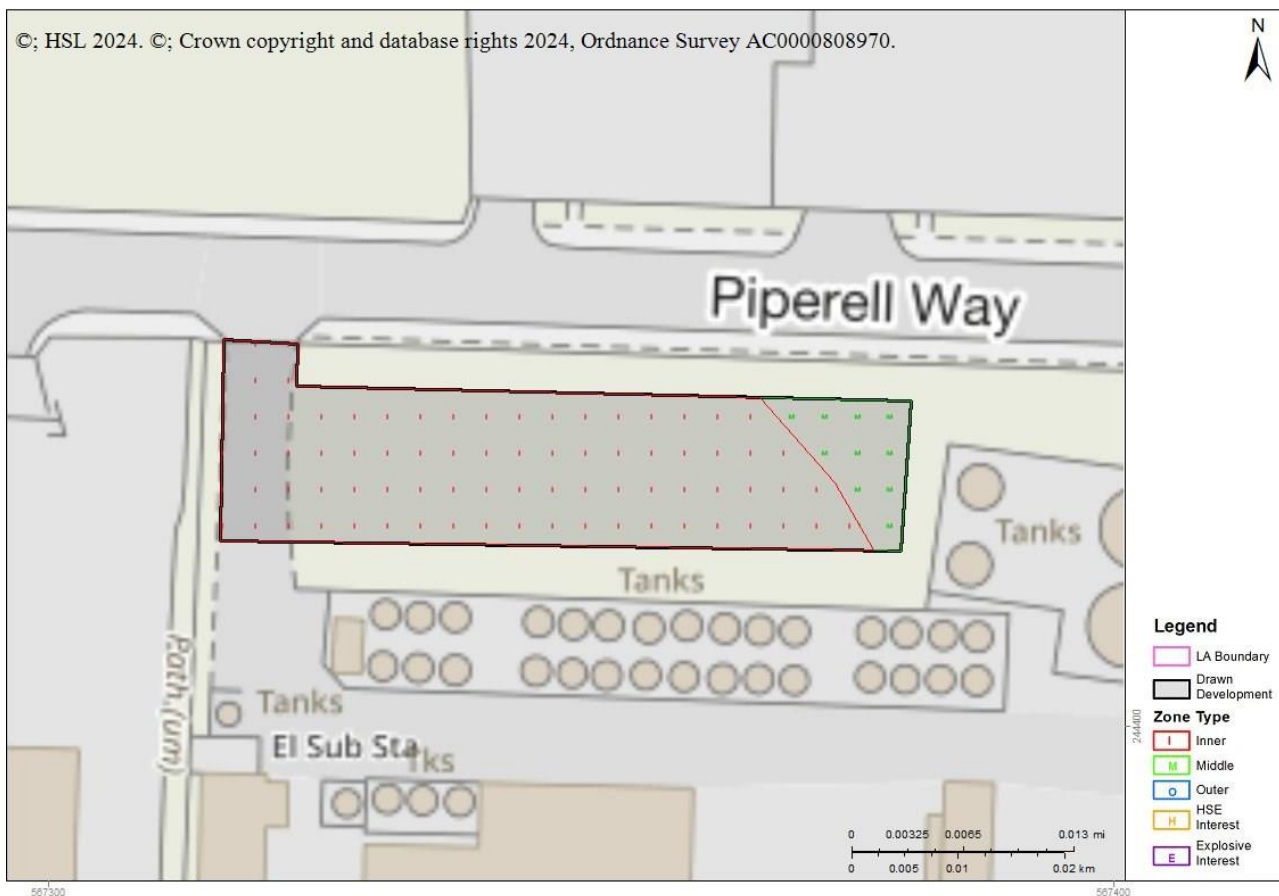 ©; HSL 2024. ©; Crown copyright and database rights 2024, Ordnance Survey AC0000808970.
N
Piperell Way
Tanks
Tanks
Path (um)
Tanks
El Sub Sta
Tks
244400
0 0.00325 0.0065 0.013 mi
0 0.005 0.01 0.02 km
567300
567400
Legend
LA Boundary
Drawn
Development
Zone Type
I Inner
M Middle
O Outer
H HSE
Interest
E Explosive
Interest